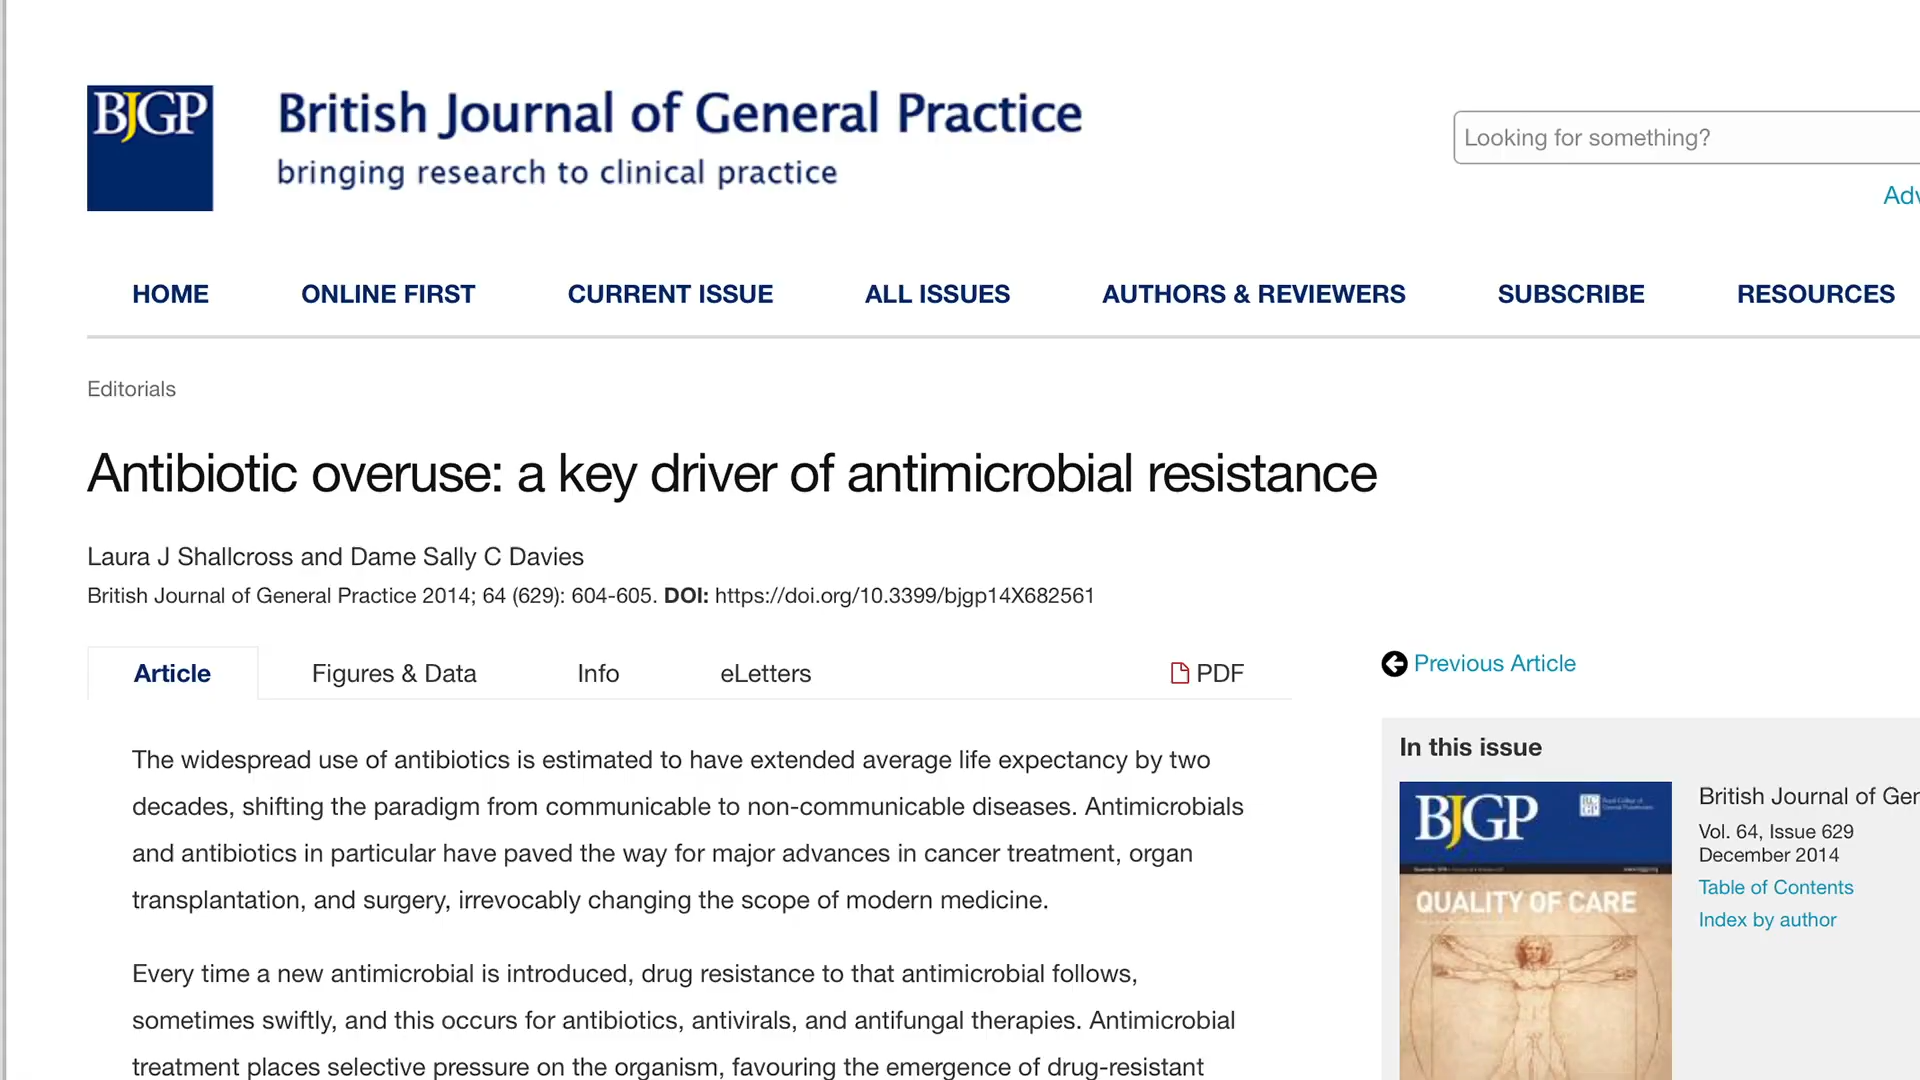 BJGP
British Journal of General Practice
bringing research to clinical practice
Looking for something?
HOME ONLINE FIRST CURRENT ISSUE ALL ISSUES AUTHORS & REVIEWERS SUBSCRIBE RESOURCES
Editorials
Antibiotic overuse: a key driver of antimicrobial resistance
Laura J Shallcross and Dame Sally C Davies
British Journal of General Practice 2014; 64 (629): 604-605. DOI: https://doi.org/10.3399/bjgp14X682561
Article Figures & Data Info eLetters PDF
The widespread use of antibiotics is estimated to have extended average life expectancy by two
decades, shifting the paradigm from communicable to non-communicable diseases. Antimicrobials
and antibiotics in particular have paved the way for major advances in cancer treatment, organ
transplantation, and surgery, irrevocably changing the scope of modern medicine.
Every time a new antimicrobial is introduced, drug resistance to that antimicrobial follows,
sometimes swiftly, and this occurs for antibiotics, antivirals, and antifungal therapies. Antimicrobial
treatment places selective pressure on the organism, favouring the emergence of drug-resistant
Previous Article
In this issue
BJGP
QUALITY OF CARE
British Journal of
Vol. 64, Issue 629
December 2014
Table of Contents
Index by author